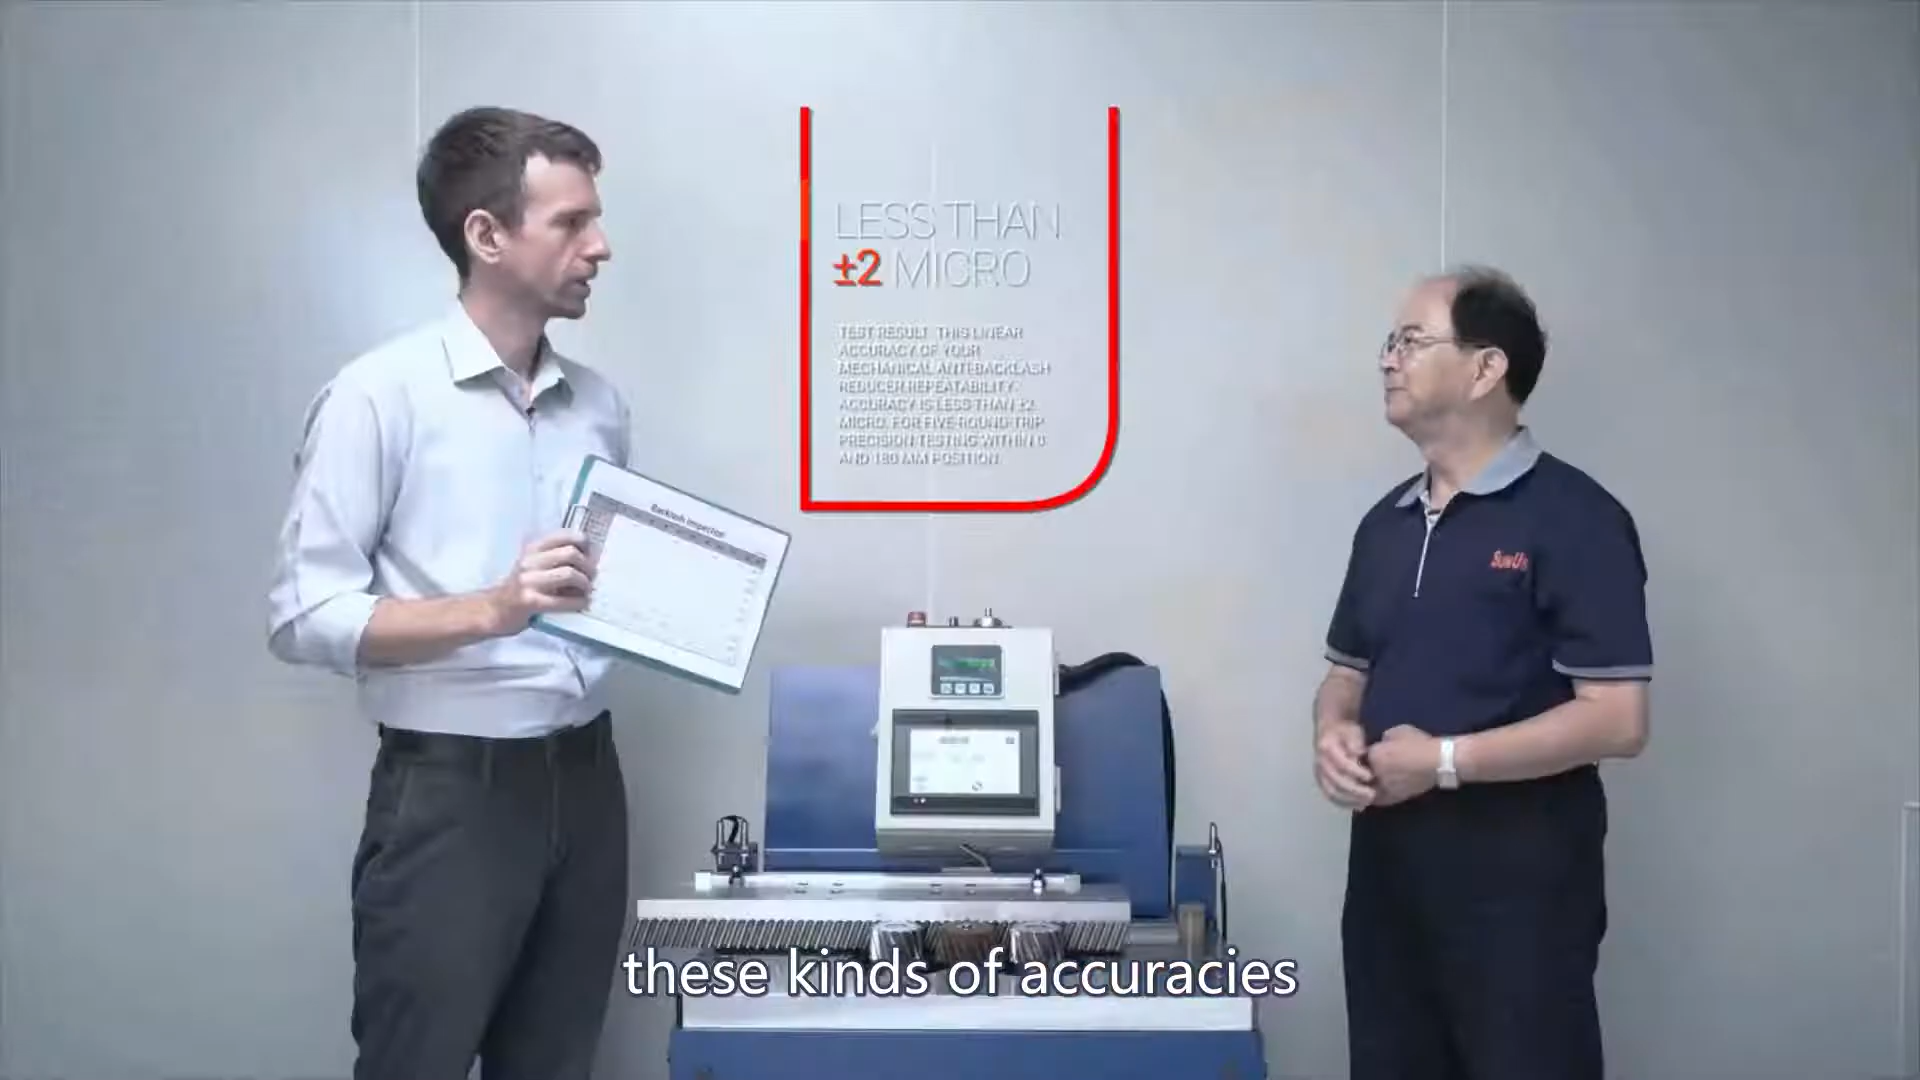 LESS THAN
±2 MICRO
TEST RESULT THIS LINEAR
ACCURACY OF YOUR
MECHANICAL ANTI-BACKLASH
REDUCER REPEATABILITY
ACCURACY IS LESS THAN ±2
MICRO. FOR FIVE ROUND-TRIP
PRECISION TESTING WITHIN 0
AND 180 MM POSITION.
Backlash Inspection
these kinds of accuracies